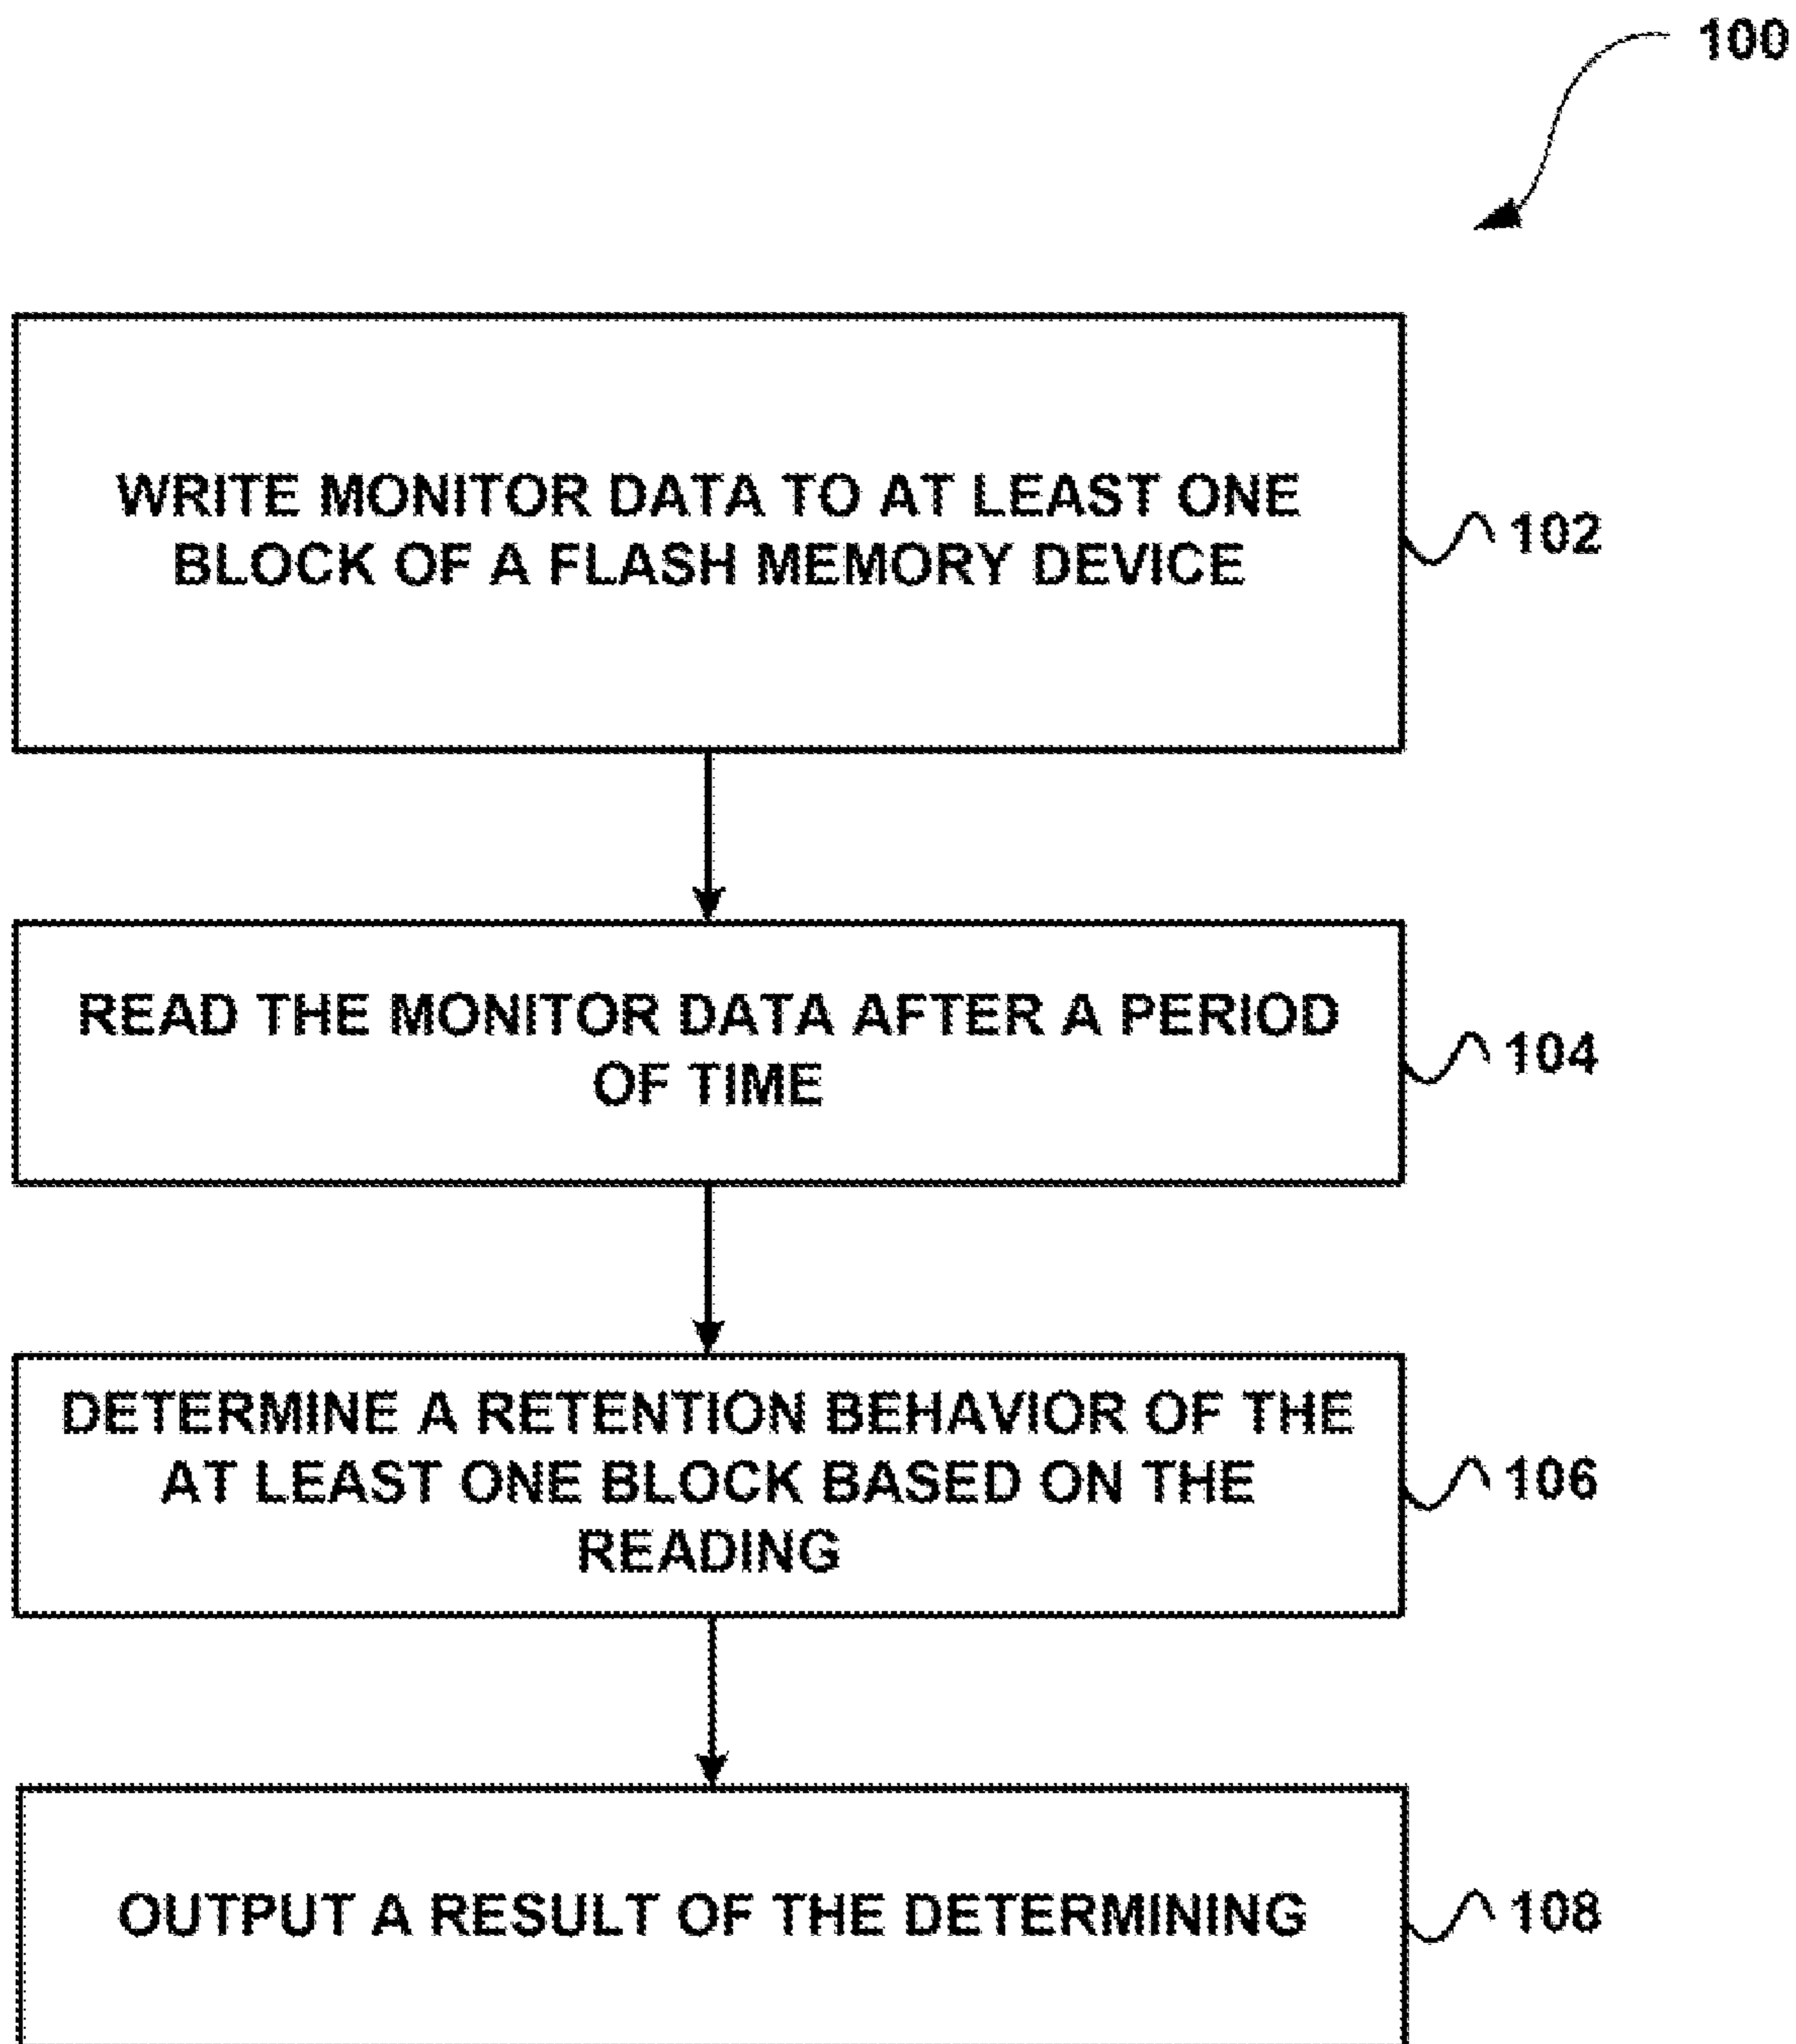 100
WRITE MONITOR DATA TO AT LEAST ONE
BLOCK OF A FLASH MEMORY DEVICE
102
READ THE MONITOR DATA AFTER A PERIOD
OF TIME
104
DETERMINE A RETENTION BEHAVIOR OF THE
AT LEAST ONE BLOCK BASED ON THE
READING
106
OUTPUT A RESULT OF THE DETERMINING
108